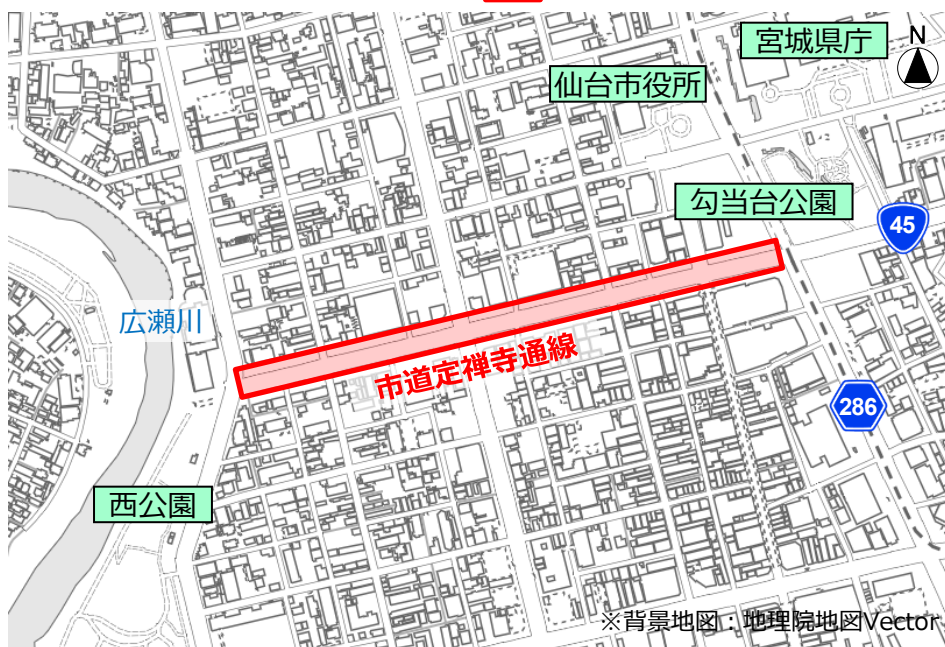 宮城県庁
N
仙台市役所
勾当台公園
45
広瀬川
市道定禅寺通線
286
西公園
※背景地図：地理院地図Vector